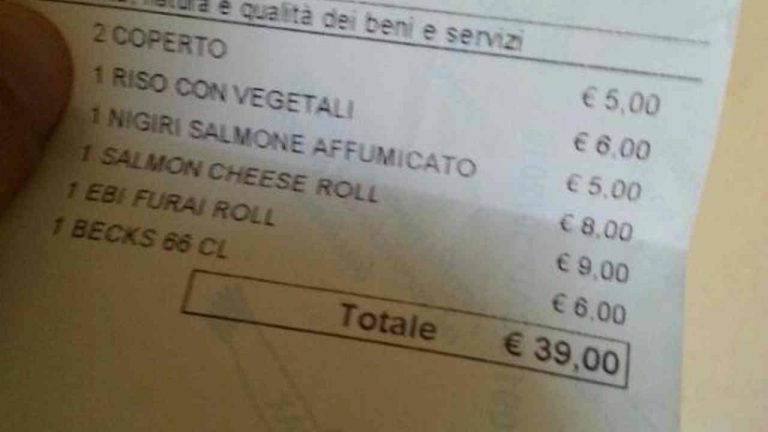 natura e qualità dei beni e servizi
2 COPERTO € 5,00
1 RISO CON VEGETALI € 6,00
1 NIGIRI SALMONE AFFUMICATO € 5,00
1 SALMON CHEESE ROLL € 8,00
1 EBI FURAI ROLL € 9,00
1 BECKS 66 CL € 6,00
Totale € 39,00